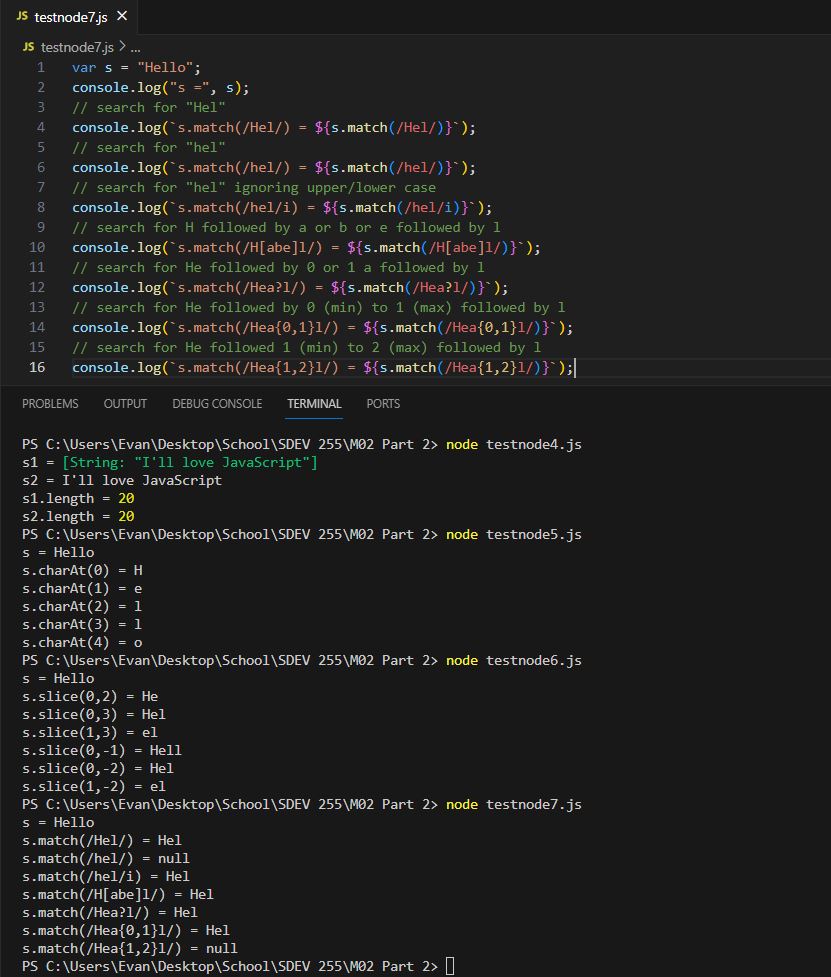 JS testnode7.js ×
JS testnode7.js > ...
1 var s = "Hello";
2 console.log("s =", s);
3 // search for "Hel"
4 console.log(`s.match(/Hel/) = ${s.match(/Hel/)}`);
5 // search for "hel"
6 console.log(`s.match(/hel/) = ${s.match(/hel/)}`);
7 // search for "hel" ignoring upper/lower case
8 console.log(`s.match(/hel/i) = ${s.match(/hel/i)}`);
9 // search for H followed by a or b or e followed by l
10 console.log(`s.match(/H[abe]l/) = ${s.match(/H[abe]l/)}`);
11 // search for He followed by 0 or 1 a followed by l
12 console.log(`s.match(/Hea?l/) = ${s.match(/Hea?l/)}`);
13 // search for He followed by 0 (min) to 1 (max) followed by l
14 console.log(`s.match(/Hea{0,1}l/) = ${s.match(/Hea{0,1}l/)}`);
15 // search for He followed 1 (min) to 2 (max) followed by l
16 console.log(`s.match(/Hea{1,2}l/) = ${s.match(/Hea{1,2}l/)}`);
PROBLEMS OUTPUT DEBUG CONSOLE TERMINAL PORTS
PS C:\Users\Evan\Desktop\School\SDEV 255\M02 Part 2> node testnode4.js
s1 = [String: "I'll love JavaScript"]
s2 = I'll love JavaScript
s1.length = 20
s2.length = 20
PS C:\Users\Evan\Desktop\School\SDEV 255\M02 Part 2> node testnode5.js
s = Hello
s.charAt(0) = H
s.charAt(1) = e
s.charAt(2) = l
s.charAt(3) = l
s.charAt(4) = o
PS C:\Users\Evan\Desktop\School\SDEV 255\M02 Part 2> node testnode6.js
s = Hello
s.slice(0,2) = He
s.slice(0,3) = Hel
s.slice(1,3) = el
s.slice(0,-1) = Hell
s.slice(0,-2) = Hel
s.slice(1,-2) = el
PS C:\Users\Evan\Desktop\School\SDEV 255\M02 Part 2> node testnode7.js
s = Hello
s.match(/Hel/) = Hel
s.match(/hel/) = null
s.match(/hel/i) = Hel
s.match(/H[abe]l/) = Hel
s.match(/Hea?l/) = Hel
s.match(/Hea{0,1}l/) = Hel
s.match(/Hea{1,2}l/) = null
PS C:\Users\Evan\Desktop\School\SDEV 255\M02 Part 2>